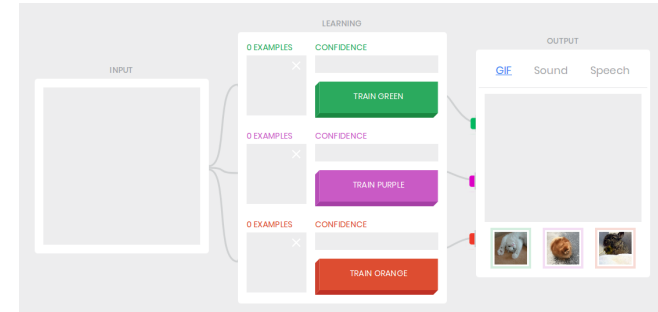 LEARNING
OUTPUT
INPUT
0 EXAMPLES CONFIDENCE
TRAIN GREEN
GIF Sound Speech
0 EXAMPLES CONFIDENCE
TRAIN PURPLE
0 EXAMPLES CONFIDENCE
TRAIN ORANGE